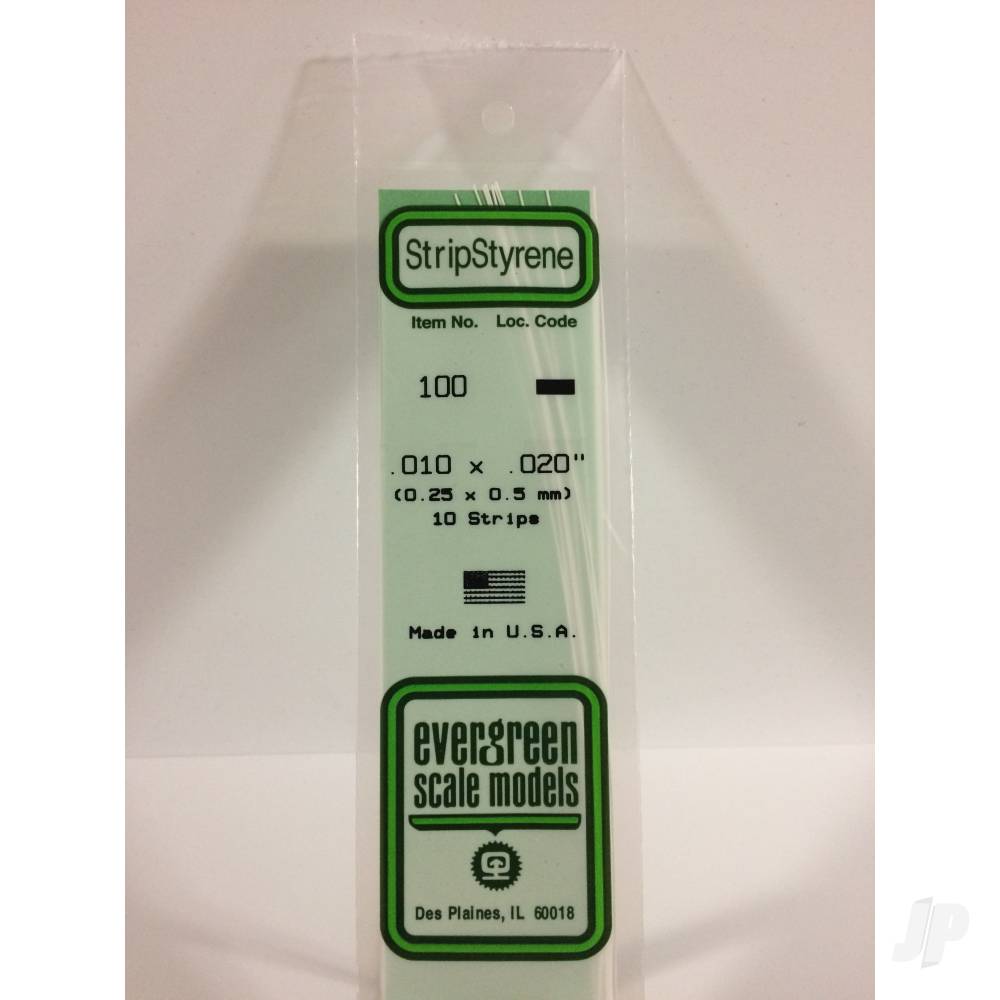 StripStyrene
Item No. Loc. Code
100
.010 x .020"
(0.25 x 0.5 mm)
10 Strips
Made in U.S.A.
evergreen
scale models
Des Plaines, IL 60018
JP